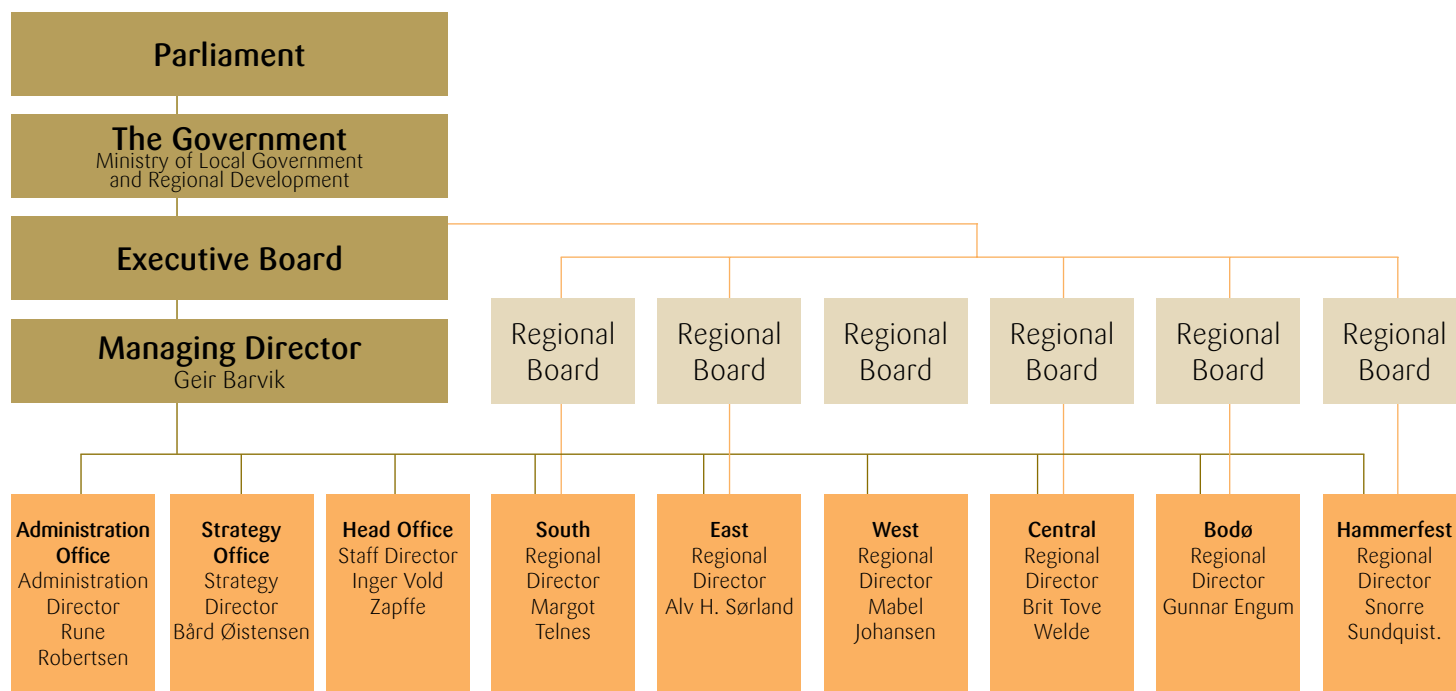 Parliament
The Government
Ministry of Local Government
and Regional Development
Executive Board
Managing Director
Geir Barvik
Regional
Board
Regional
Board
Regional
Board
Regional
Board
Regional
Board
Regional
Board
Administration
Office
Administration
Director
Rune
Robertsen
Strategy
Office
Strategy
Director
Bård Øistensen
Head Office
Staff Director
Inger Vold
Zapffe
South
Regional
Director
Margot
Telnes
East
Regional
Director
Alv H. Sørland
West
Regional
Director
Mabel
Johansen
Central
Regional
Director
Brit Tove
Welde
Bodø
Regional
Director
Gunnar Engum
Hammerfest
Regional
Director
Snorre
Sundquist.